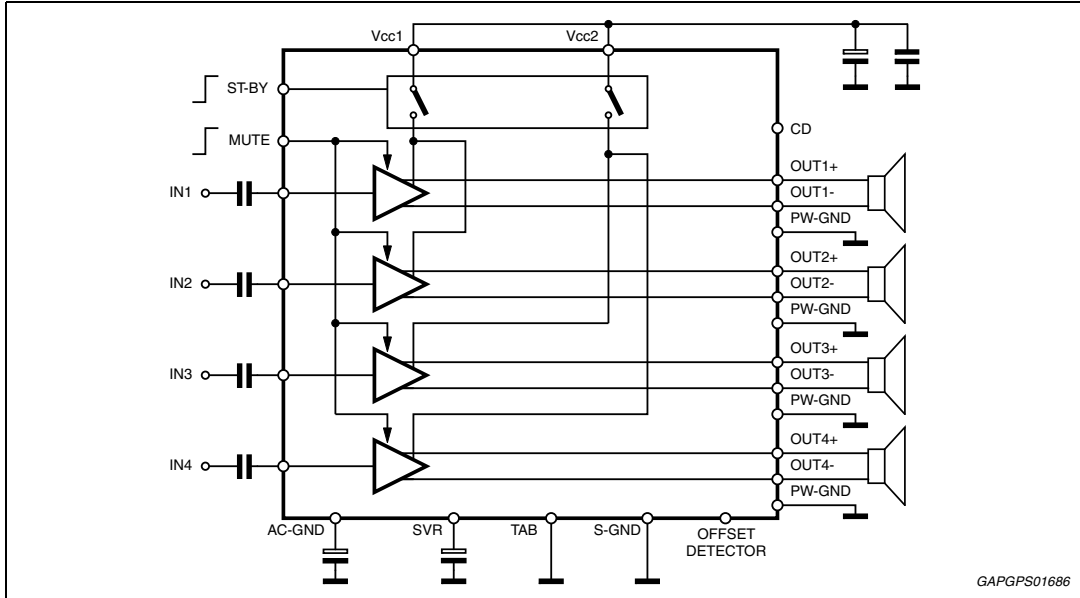 Vcc1
Vcc2
ST-BY
CD
MUTE
OUT1+
IN1
OUT1-
PW-GND
OUT2+
IN2
OUT2-
PW-GND
OUT3+
IN3
OUT3-
PW-GND
OUT4+
IN4
OUT4-
PW-GND
AC-GND
SVR
TAB
S-GND
OFFSET
DETECTOR
GAPGPS01686